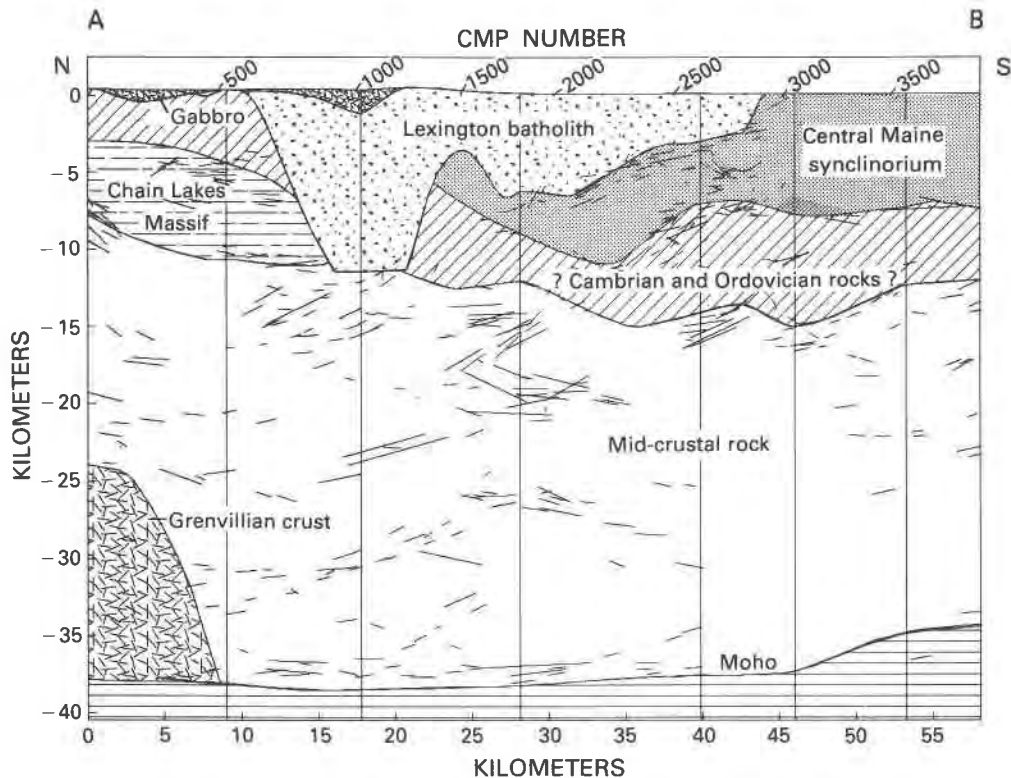 A
B
CMP NUMBER
N
S
500
1000
1500
2000
2500
3000
3500
0
Gabbro
Lexington batholith
Central Maine
synclinorium
-5
Chain Lakes
Massif
-10
? Cambrian and Ordovician rocks ?
-15
-20
Mid-crustal rock
-25
Grenvillian crust
-30
-35
Moho
-40
KILOMETERS
0 5 10 15 20 25 30 35 40 45 50 55
KILOMETERS